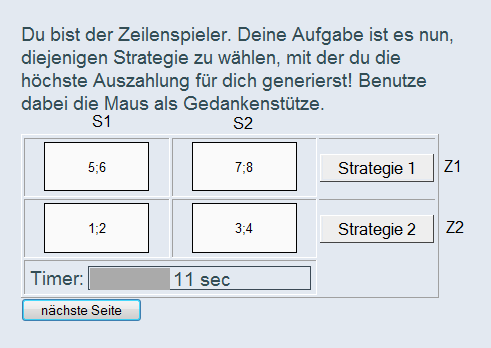 Du bist der Zeilenspieler. Deine Aufgabe ist es nun,
diejenigen Strategie zu wählen, mit der du die
höchste Auszahlung für dich generierst! Benutze
dabei die Maus als Gedankenstütze.
S1 S2
5;6 7;8 Strategie 1 Z1
1;2 3;4 Strategie 2 Z2
Timer: 11 sec
nächste Seite